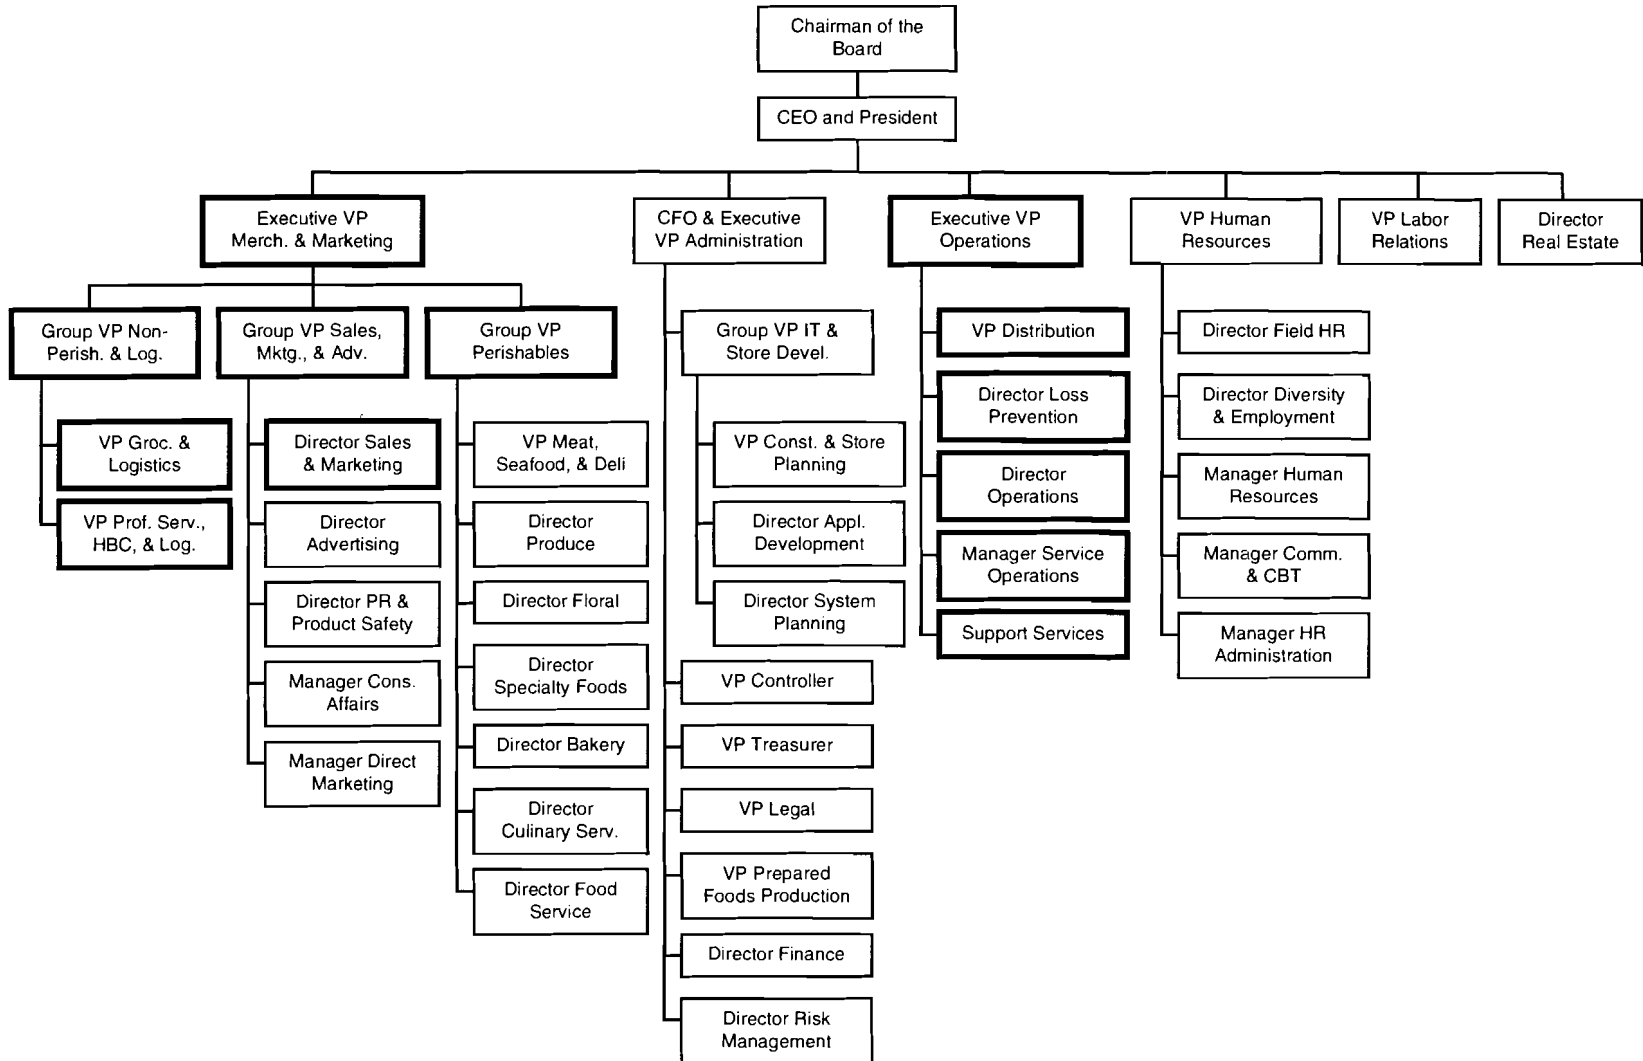 Chairman of the
Board
CEO and President
Executive VP
Merch. & Marketing
CFO & Executive
VP Administration
Executive VP
Operations
VP Human
Resources
VP Labor
Relations
Director
Real Estate
Group VP Non-
Perish. & Log.
Group VP Sales,
Mktg., & Adv.
Group VP
Perishables
VP Groc. &
Logistics
VP Prof. Serv.,
HBC, & Log.
Director Sales
& Marketing
Director
Advertising
Director PR &
Product Safety
Manager Cons.
Affairs
Manager Direct
Marketing
VP Meat,
Seafood, & Deli
Director
Produce
Director Floral
Director
Specialty Foods
Director Bakery
Director
Culinary Serv.
Director Food
Service
Group VP IT &
Store Devel.
VP Const. & Store
Planning
Director Appl.
Development
Director System
Planning
VP Controller
VP Treasurer
VP Legal
VP Prepared
Foods Production
Director Finance
Director Risk
Management
VP Distribution
Director Loss
Prevention
Director
Operations
Manager Service
Operations
Support Services
Director Field HR
Director Diversity
& Employment
Manager Human
Resources
Manager Comm.
& CBT
Manager HR
Administration